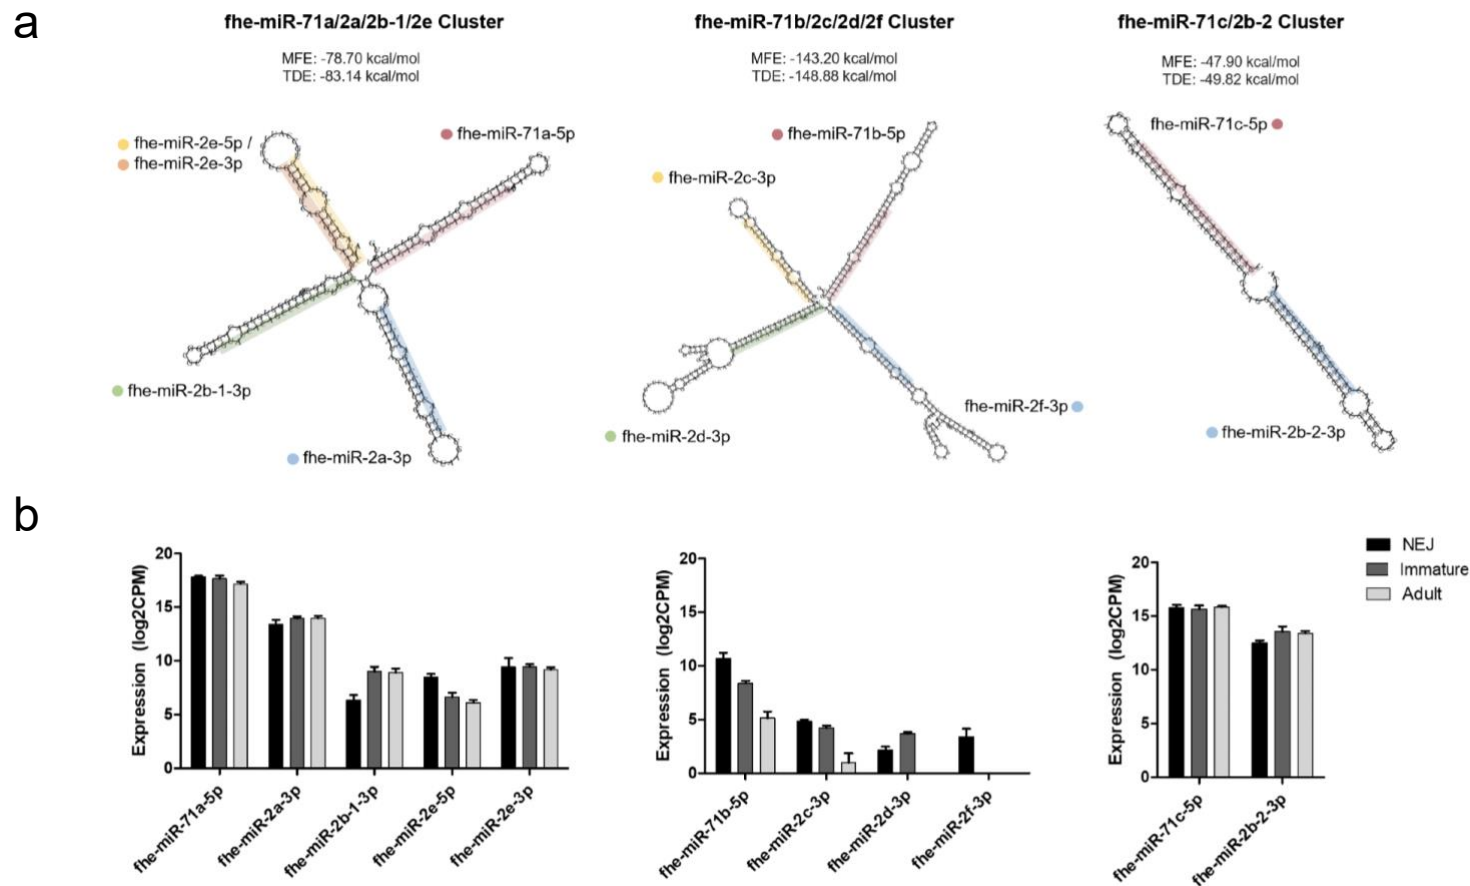 a
fhe-miR-71a/2a/2b-1/2e Cluster
MFE: -78.70 kcal/mol
TDE: -83.14 kcal/mol
fhe-miR-2e-5p /
fhe-miR-2e-3p
fhe-miR-71a-5p
fhe-miR-2b-1-3p
fhe-miR-2a-3p
fhe-miR-71b/2c/2d/2f Cluster
MFE: -143.20 kcal/mol
TDE: -148.88 kcal/mol
fhe-miR-71b-5p
fhe-miR-2c-3p
fhe-miR-2f-3p
fhe-miR-2d-3p
fhe-miR-71c/2b-2 Cluster
MFE: -47.90 kcal/mol
TDE: -49.82 kcal/mol
fhe-miR-71c-5p
fhe-miR-2b-2-3p
b
Expression (log2CPM)
20
15
10
5
0
fhe-miR-71a-5p
fhe-miR-2a-3p
fhe-miR-2b-1-3p
fhe-miR-2e-5p
fhe-miR-2e-3p
Expression (log2CPM)
20
15
10
5
0
fhe-miR-71b-5p
fhe-miR-2c-3p
fhe-miR-2d-3p
fhe-miR-2f-3p
Expression (log2CPM)
20
15
10
5
0
fhe-miR-71c-5p
fhe-miR-2b-2-3p
NEJ
Immature
Adult